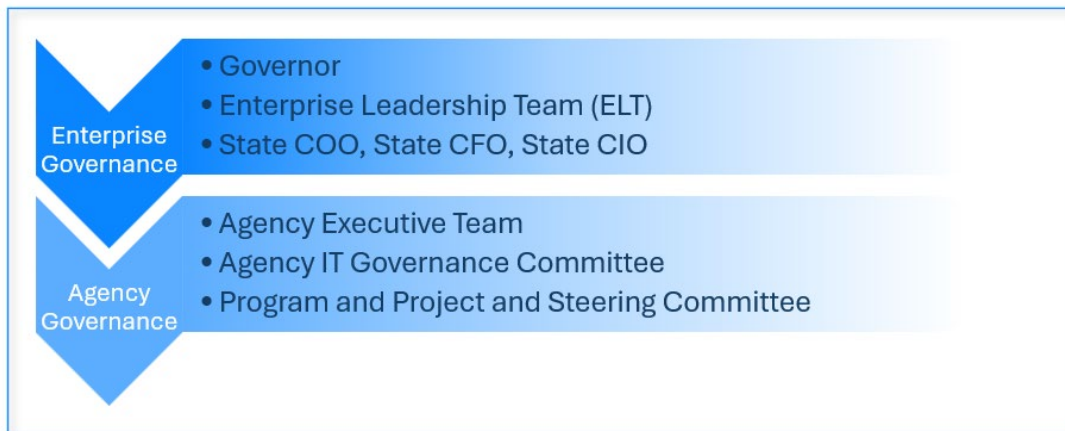 Enterprise
Governance
• Governor
• Enterprise Leadership Team (ELT)
• State COO, State CFO, State CIO
Agency
Governance
• Agency Executive Team
• Agency IT Governance Committee
• Program and Project and Steering Committee